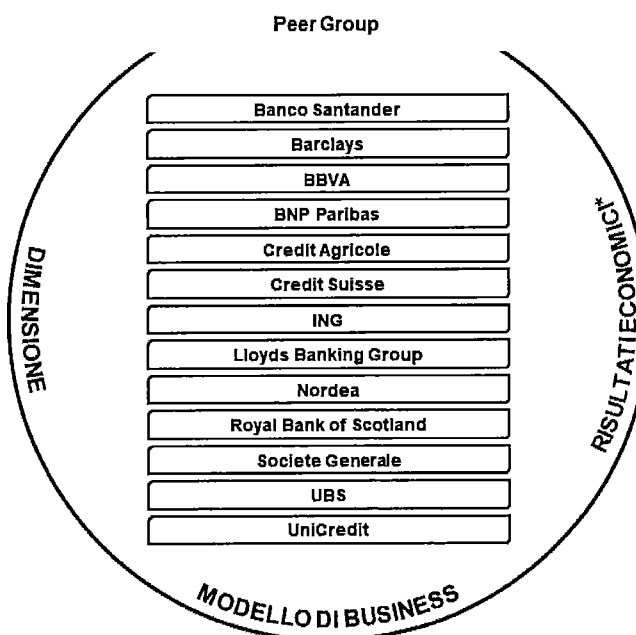 Peer Group
Banco Santander
Barclays
BBVA
BNP Paribas
Credit Agricole
Credit Suisse
ING
Lloyds Banking Group
Nordea
Royal Bank of Scotland
Societe Generale
UBS
UniCredit
DIMENSIONE
MODELLO DI BUSINESS
RISULTATI ECONOMICI*